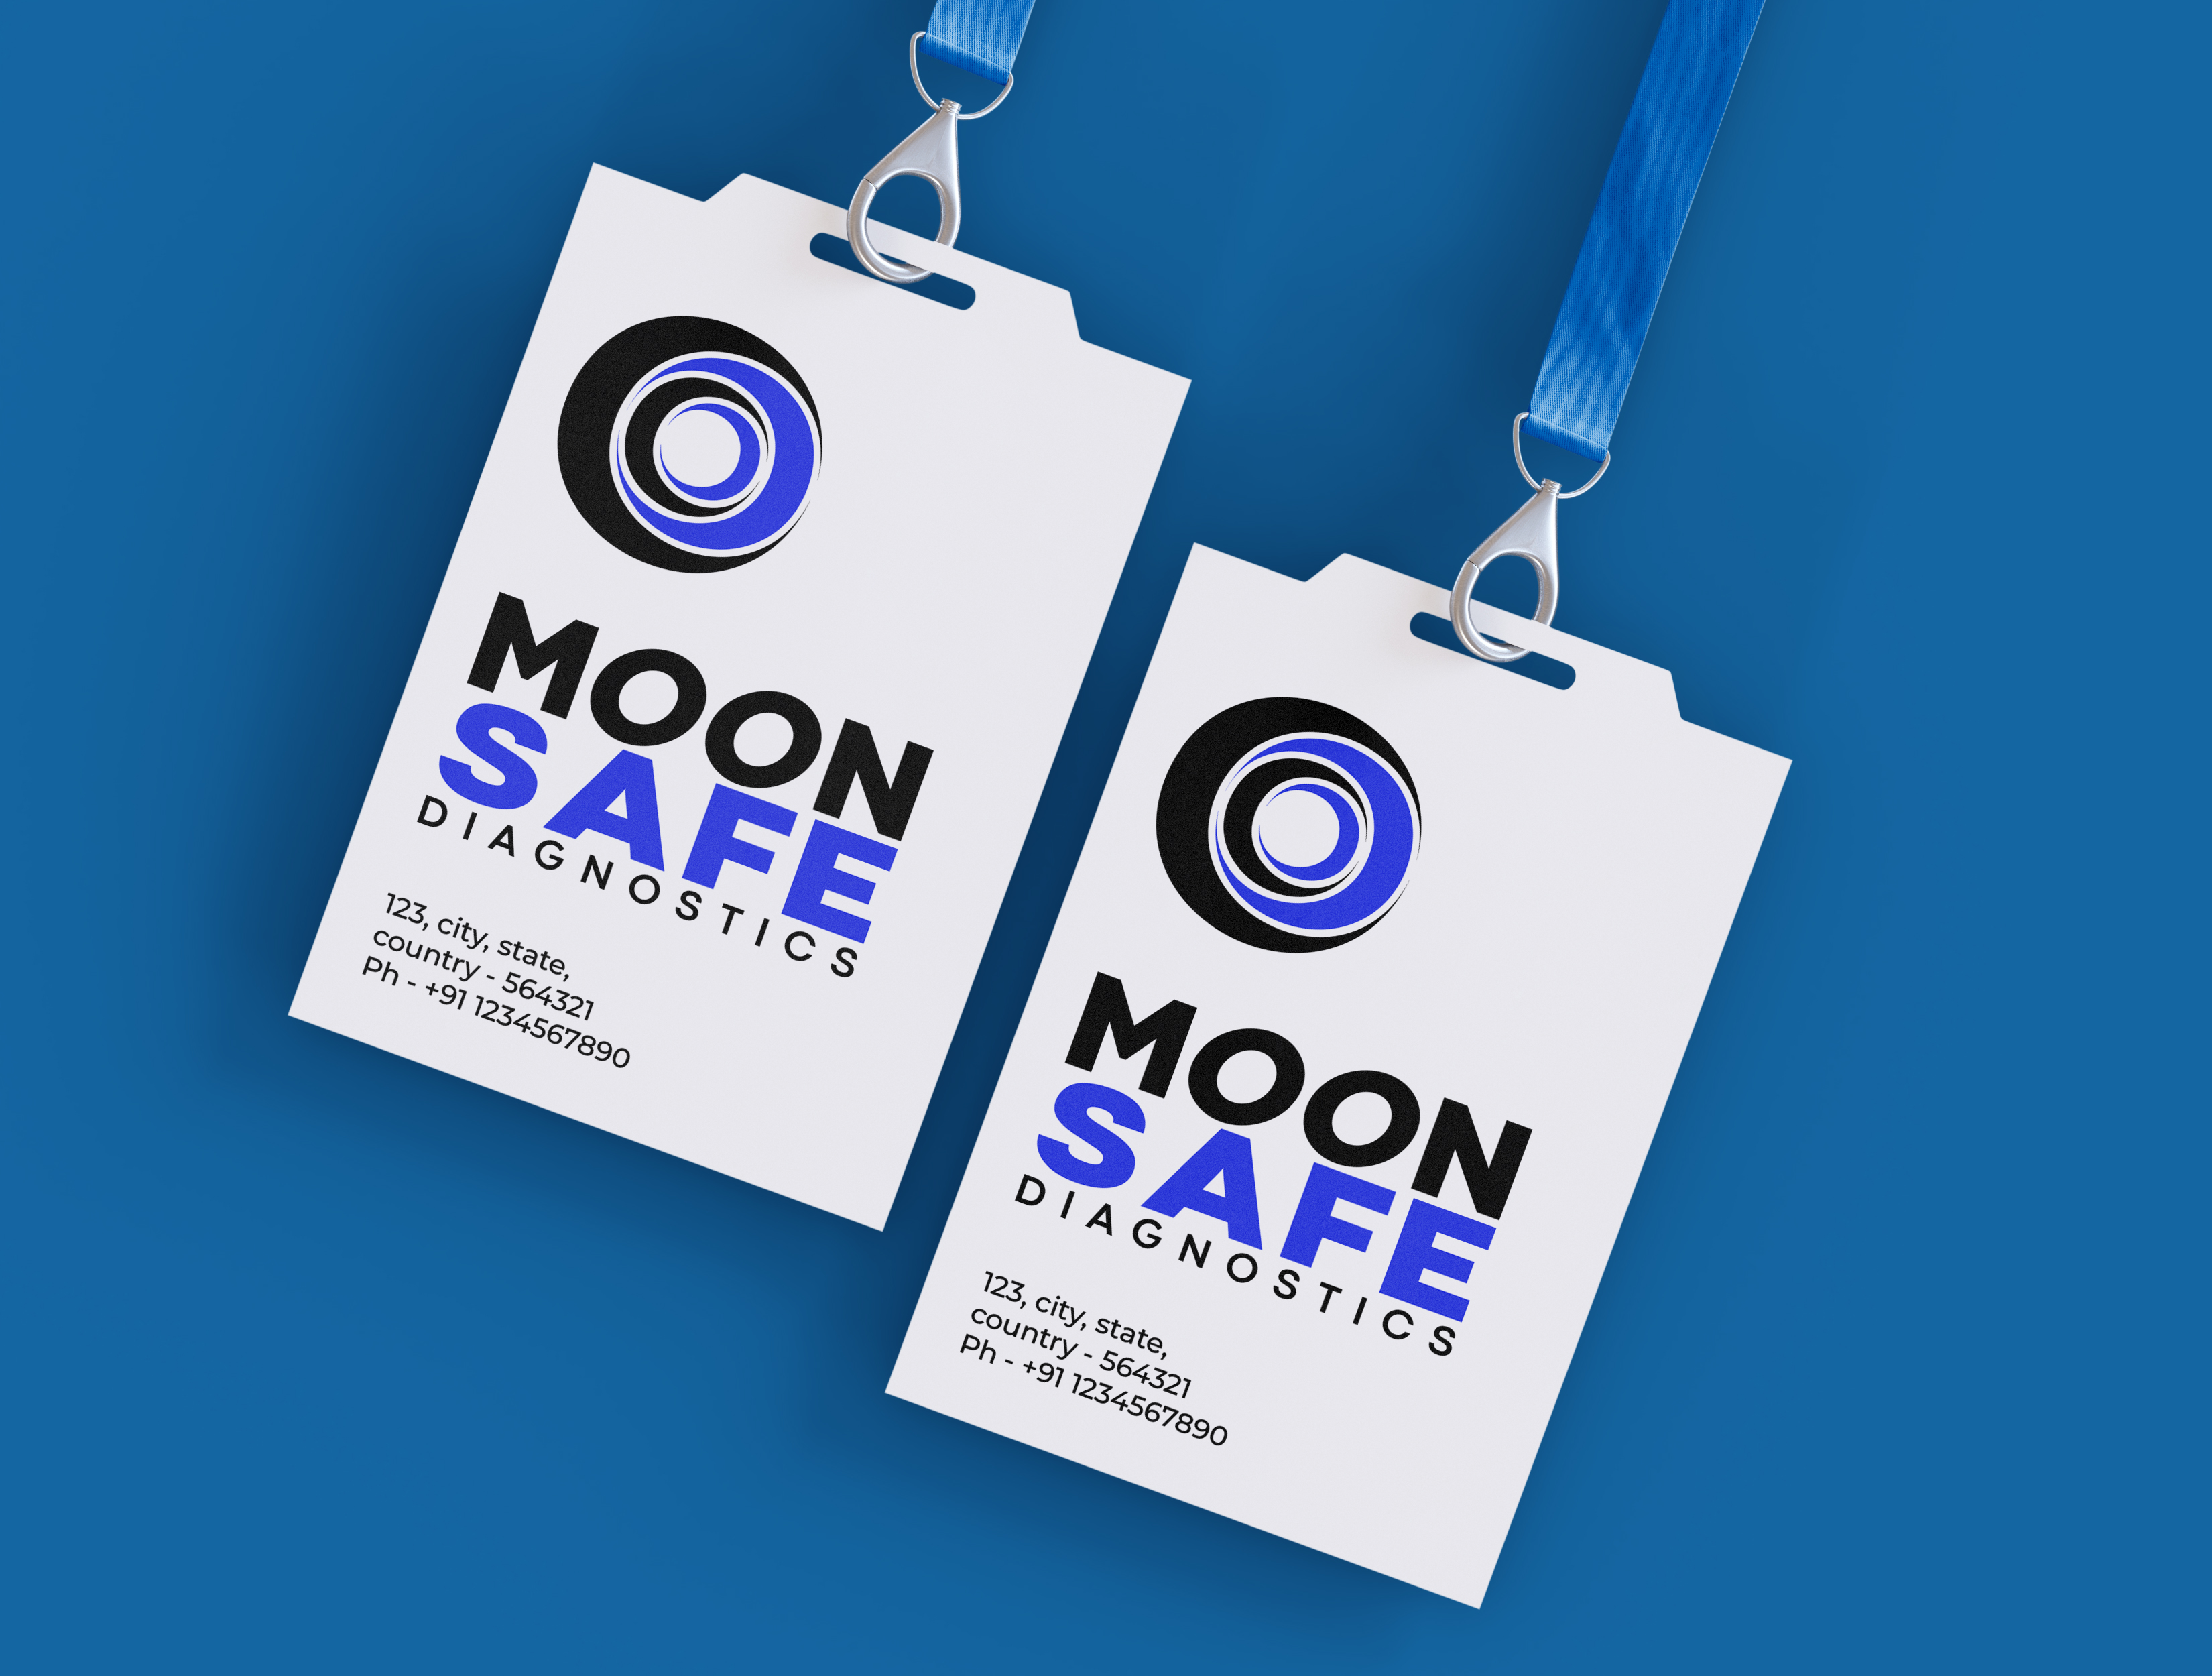 MOON
SAFE
DIAGNOSTICS
123, city, state,
country - 564321
Ph - +91 1234567890
MOON
SAFE
DIAGNOSTICS
123, city, state,
country - 564321
Ph - +91 1234567890